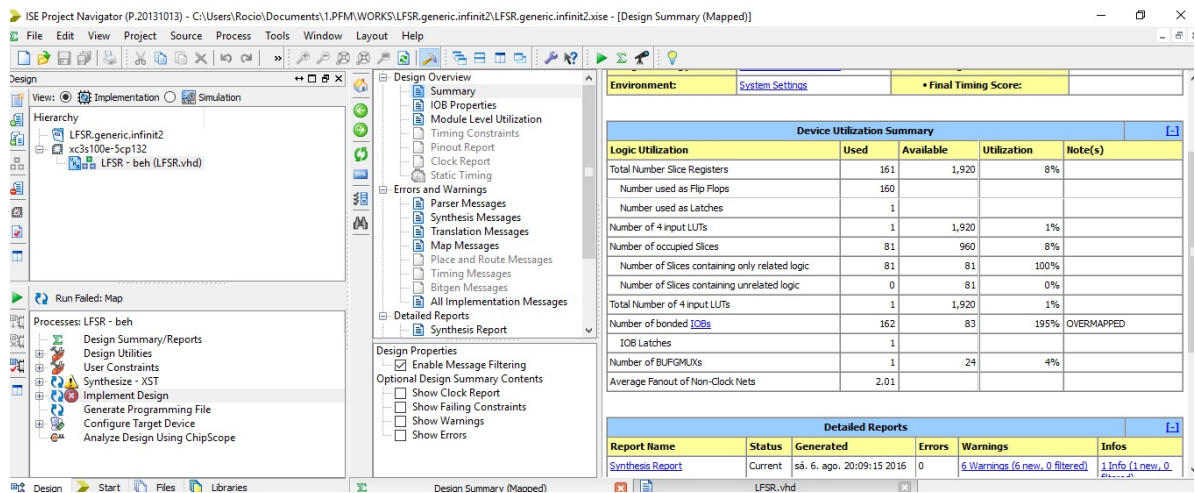 ISE Project Navigator (P.20131013) - C:\Users\Rocio\Documents\1.PFM\WORKS\LFSR.generic.infinit2\LFSR.generic.infinit2.xise - [Design Summary (Mapped)]
File Edit View Project Source Process Tools Window Layout Help
Design
View: Implementation Simulation
Hierarchy
LFSR.generic.infinit2
xc3s100e-5cp132
LFSR - beh (LFSR.vhd)
Run Failed: Map
Processes: LFSR - beh
Design Summary/Reports
Design Utilities
User Constraints
Synthesize - XST
Implement Design
Generate Programming File
Configure Target Device
Analyze Design Using ChipScope
Design Start Files Libraries
Design Overview
Summary
IOB Properties
Module Level Utilization
Timing Constraints
Pinout Report
Clock Report
Static Timing
Errors and Warnings
Parser Messages
Synthesis Messages
Translation Messages
Map Messages
Place and Route Messages
Timing Messages
Bitgen Messages
All Implementation Messages
Detailed Reports
Synthesis Report
Design Properties
Enable Message Filtering
Optional Design Summary Contents
Show Clock Report
Show Failing Constraints
Show Warnings
Show Errors
Environment: System Settings • Final Timing Score:
Device Utilization Summary [-]
Logic Utilization Used Available Utilization Note(s)
Total Number Slice Registers 161 1,920 8%
Number used as Flip Flops 160
Number used as Latches 1
Number of 4 input LUTs 1 1,920 1%
Number of occupied Slices 81 960 8%
Number of Slices containing only related logic 81 81 100%
Number of Slices containing unrelated logic 0 81 0%
Total Number of 4 input LUTs 1 1,920 1%
Number of bonded IOBs 162 83 195% OVERMAPPED
IOB Latches 1
Number of BUFGMUXs 1 24 4%
Average Fanout of Non-Clock Nets 2.01
Detailed Reports [-]
Report Name Status Generated Errors Warnings Infos
Synthesis Report Current sá. 6. ago. 20:09:15 2016 0 6 Warnings (6 new, 0 filtered) 1 Info (1 new, 0
Design Summary (Mapped) LFSR.vhd